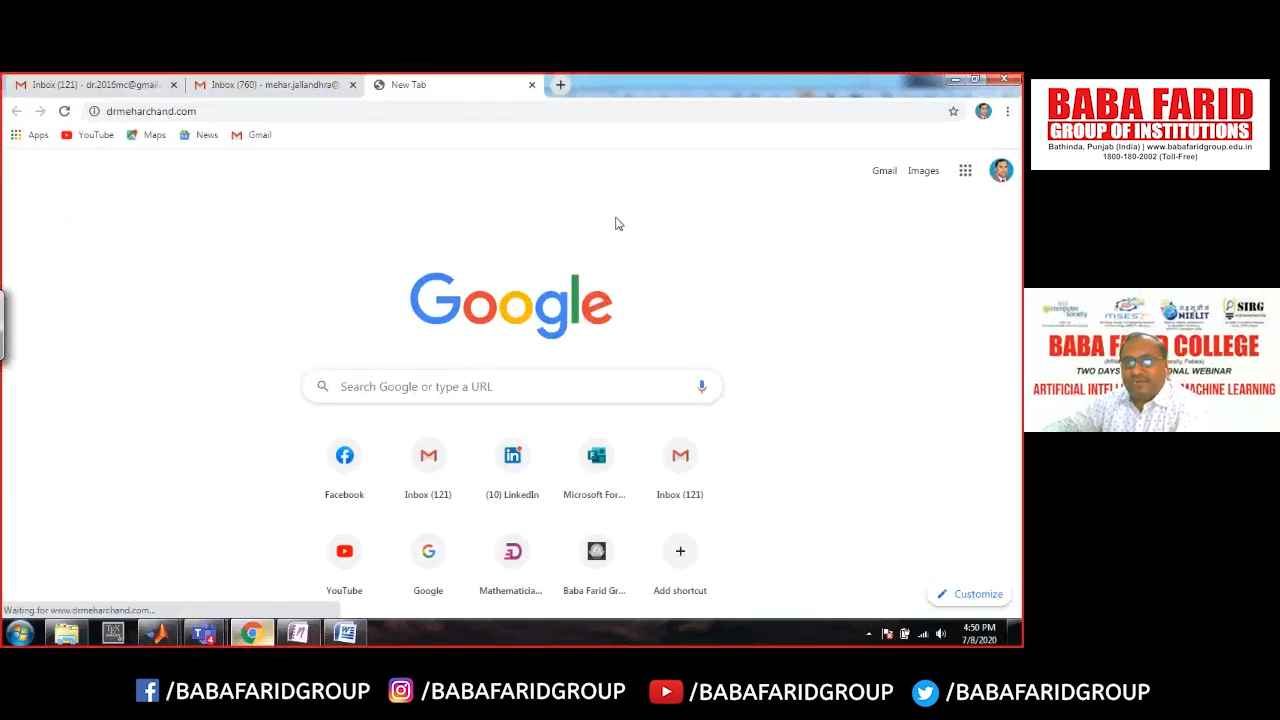 Inbox (121) - dr.2016mc@gmail
Inbox (760) - mehar.jallandhra@
New Tab
drmeharchand.com
Apps YouTube Maps News Gmail
Gmail Images
Google
Search Google or type a URL
Facebook Inbox (121) (10) LinkedIn Microsoft For... Inbox (121)
YouTube Google Mathematicia... Baba Farid Gr... Add shortcut
Customize
Waiting for www.drmeharchand.com...
4:50 PM
7/8/2020
BABA FARID
GROUP OF INSTITUTIONS
Bathinda, Punjab (India) | www.babafaridgroup.edu.in
1800-180-2002 (Toll-Free)
computer
society
MSES
NIELIT
SIRG
BABA COLLEGE
TWO DAYS WEBINAR
MACHINE LEARNING
/BABAFARIDGROUP /BABAFARIDGROUP /BABAFARIDGROUP /BABAFARIDGROUP